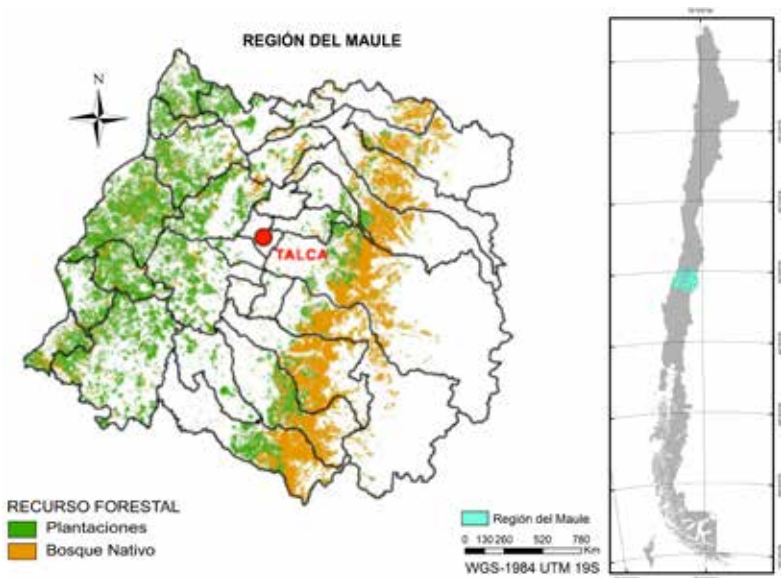 REGIÓN DEL MAULE
N
TALCA
RECURSO FORESTAL
Plantaciones
Bosque Nativo
Región del Maule
0 130 260 520 780
Km
WGS-1984 UTM 19S